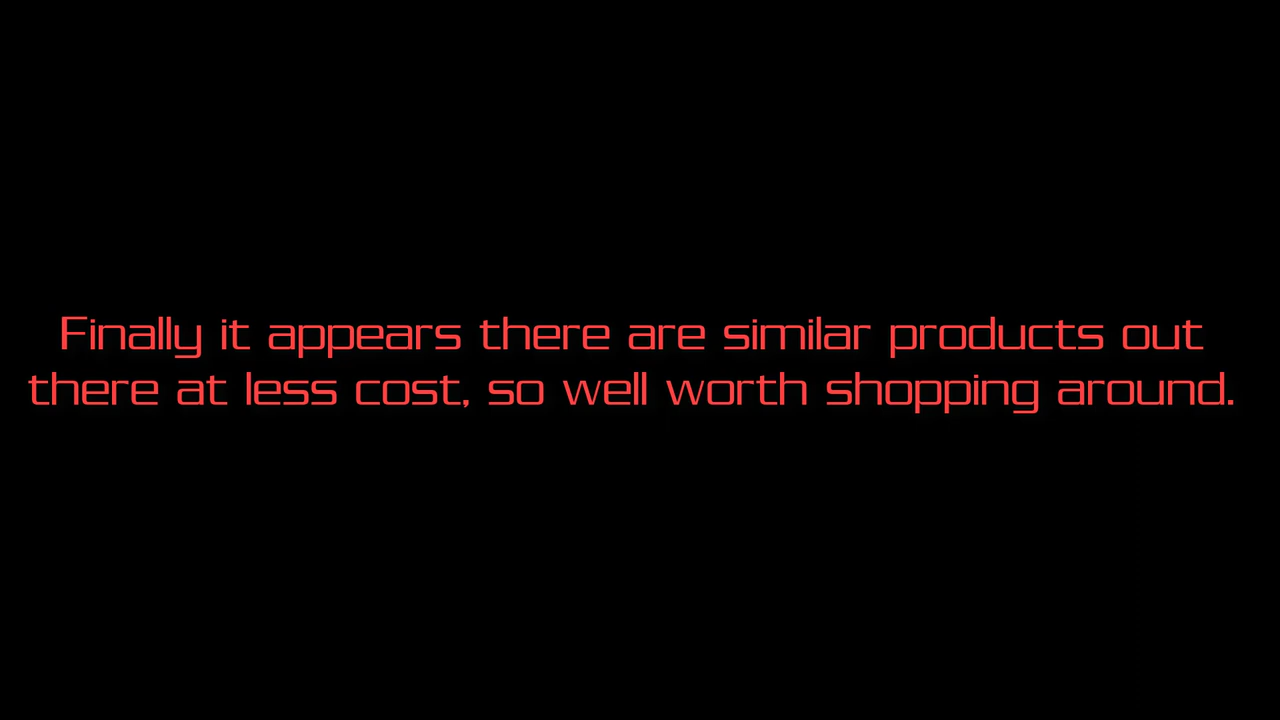 Finally it appears there are similar products out
there at less cost, so well worth shopping around.